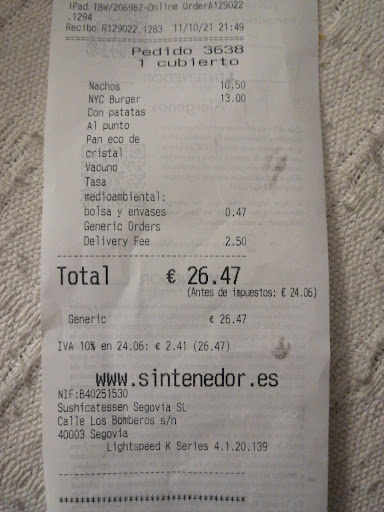 iPad IBW/206967-Online OrderA129022
.1294
Recibo R129022.1283 11/10/21 21:49
Pedido 3638
1 cubierto
Nachos 10.50
NYC Burger 13.00
Con patatas
Al punto
Pan eco de
cristal
Vacuno
Tasa
medioambiental:
bolsa y envases 0.47
Generic Orders
Delivery Fee 2.50
Total € 26.47
(Antes de impuestos: € 24.06)
Generic € 26.47
IVA 10% en 24.06: € 2.41 (26.47)
www.sintenedor.es
NIF:B40251530
Sushicatessen Segovia SL
Calle Los Bomberos s/n
40003 Segovia
Lightspeed K Series 4.1.20.139